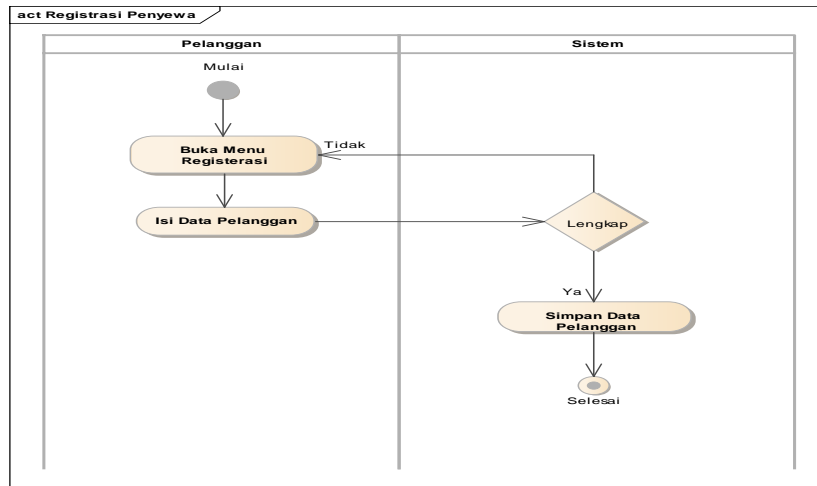 act Registrasi Penyewa
Pelanggan
Sistem
Mulai
Buka Menu
Registerasi
Tidak
Isi Data Pelanggan
Lengkap
Ya
Simpan Data
Pelanggan
Selesai